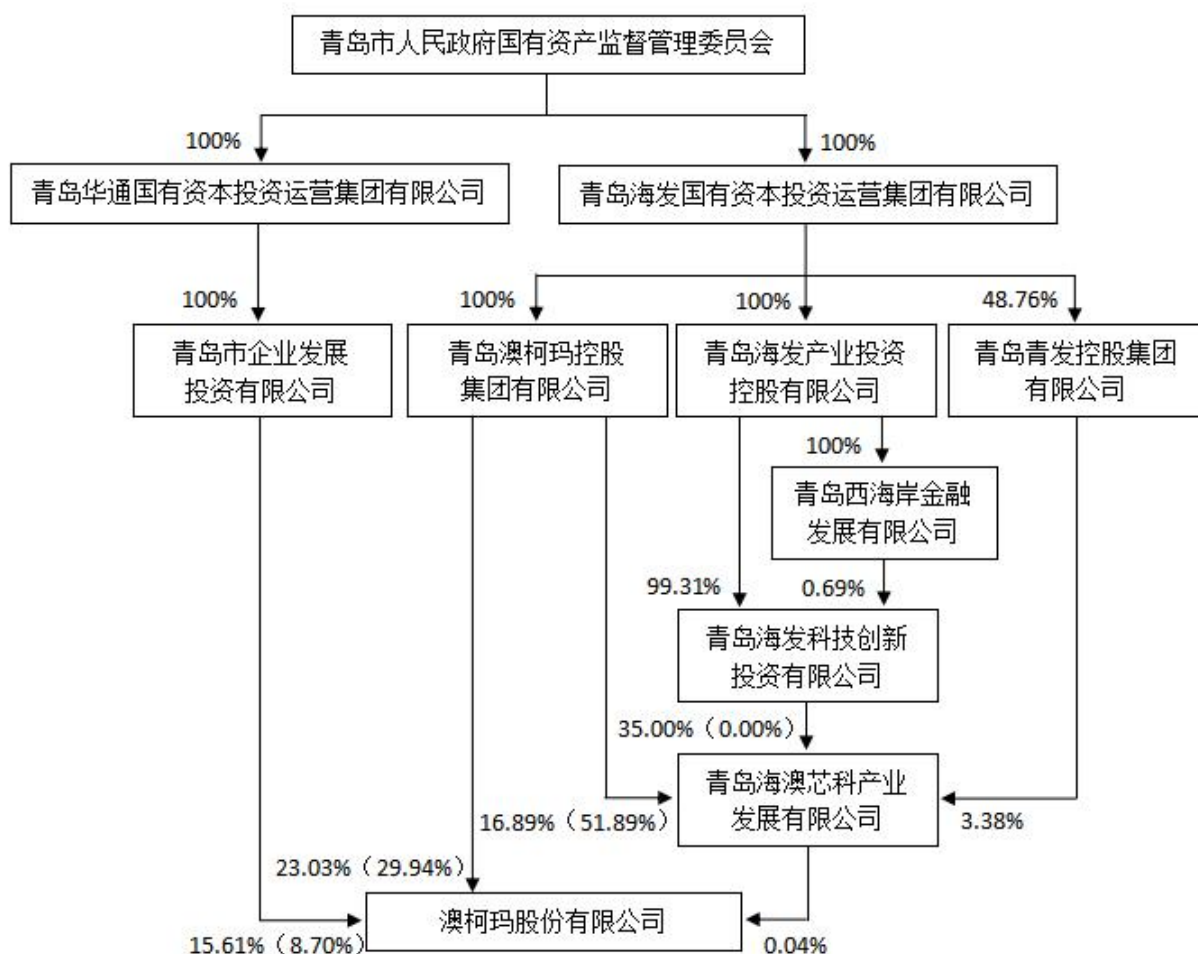 青岛市人民政府国有资产监督管理委员会
100%
100%
青岛华通国有资本投资运营集团有限公司
青岛海发国有资本投资运营集团有限公司
100%
100%
100%
48.76%
青岛市企业发展
投资有限公司
青岛澳柯玛控股
集团有限公司
青岛海发产业投资
控股有限公司
青岛青发控股集团
有限公司
100%
青岛西海岸金融
发展有限公司
99.31%
0.69%
青岛海发科技创新
投资有限公司
35.00%（0.00%）
青岛海澳芯科产业
发展有限公司
16.89%（51.89%）
3.38%
23.03%（29.94%）
澳柯玛股份有限公司
15.61%（8.70%）
0.04%